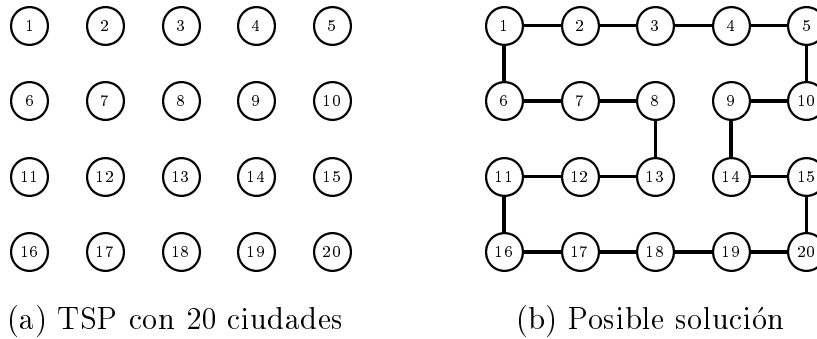 1 2 3 4 5 1 2 3 4 5
6 7 8 9 10 6 7 8 9 10
11 12 13 14 15 11 12 13 14 15
16 17 18 19 20 16 17 18 19 20
(a) TSP con 20 ciudades (b) Posible solución